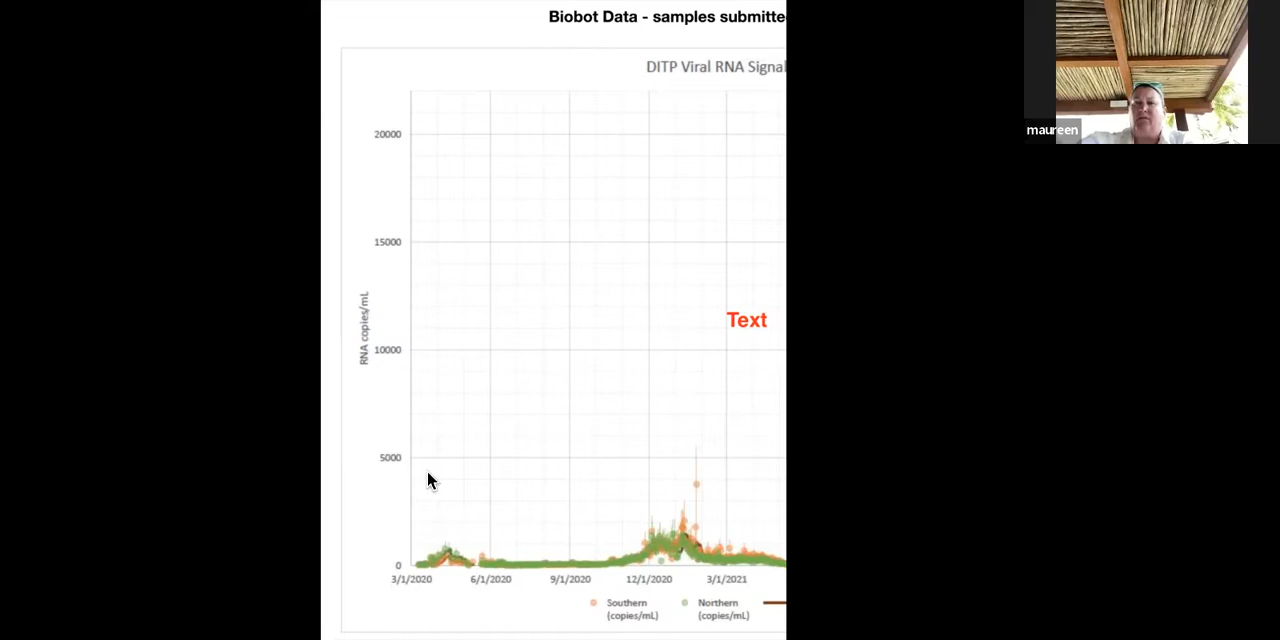 Biobot Data - samples submitte
DITP Viral RNA Signal
maureen
20000
15000
Text
RNA copies/mL
10000
5000
0
3/1/2020 6/1/2020 9/1/2020 12/1/2020 3/1/2021
Southern Northern
(copies/mL) (copies/mL)